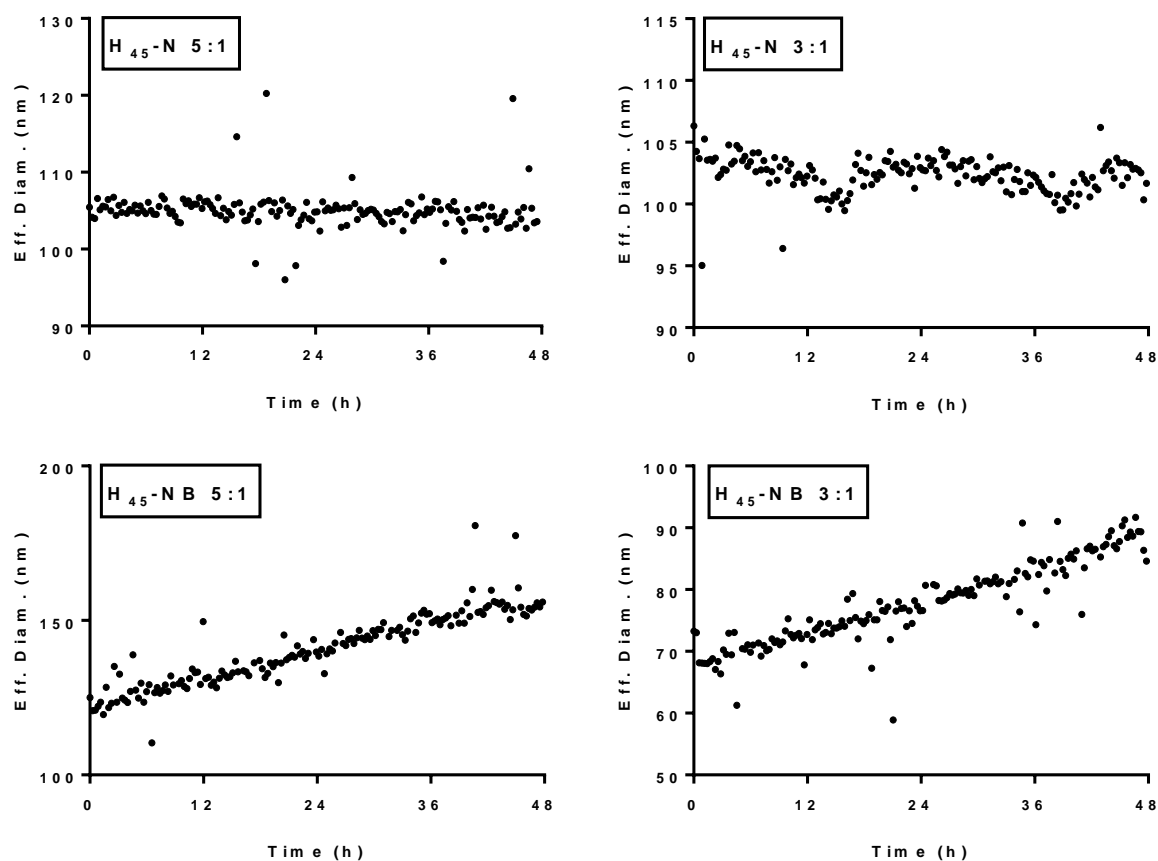 H45-N 5:1
Eff. Diam. (nm)
130
120
110
100
90
0 12 24 36 48
Time (h)
H45-N 3:1
Eff. Diam. (nm)
115
110
105
100
95
90
0 12 24 36 48
Time (h)
H45-NB 5:1
Eff. Diam. (nm)
200
150
100
0 12 24 36 48
Time (h)
H45-NB 3:1
Eff. Diam. (nm)
100
90
80
70
60
50
0 12 24 36 48
Time (h)